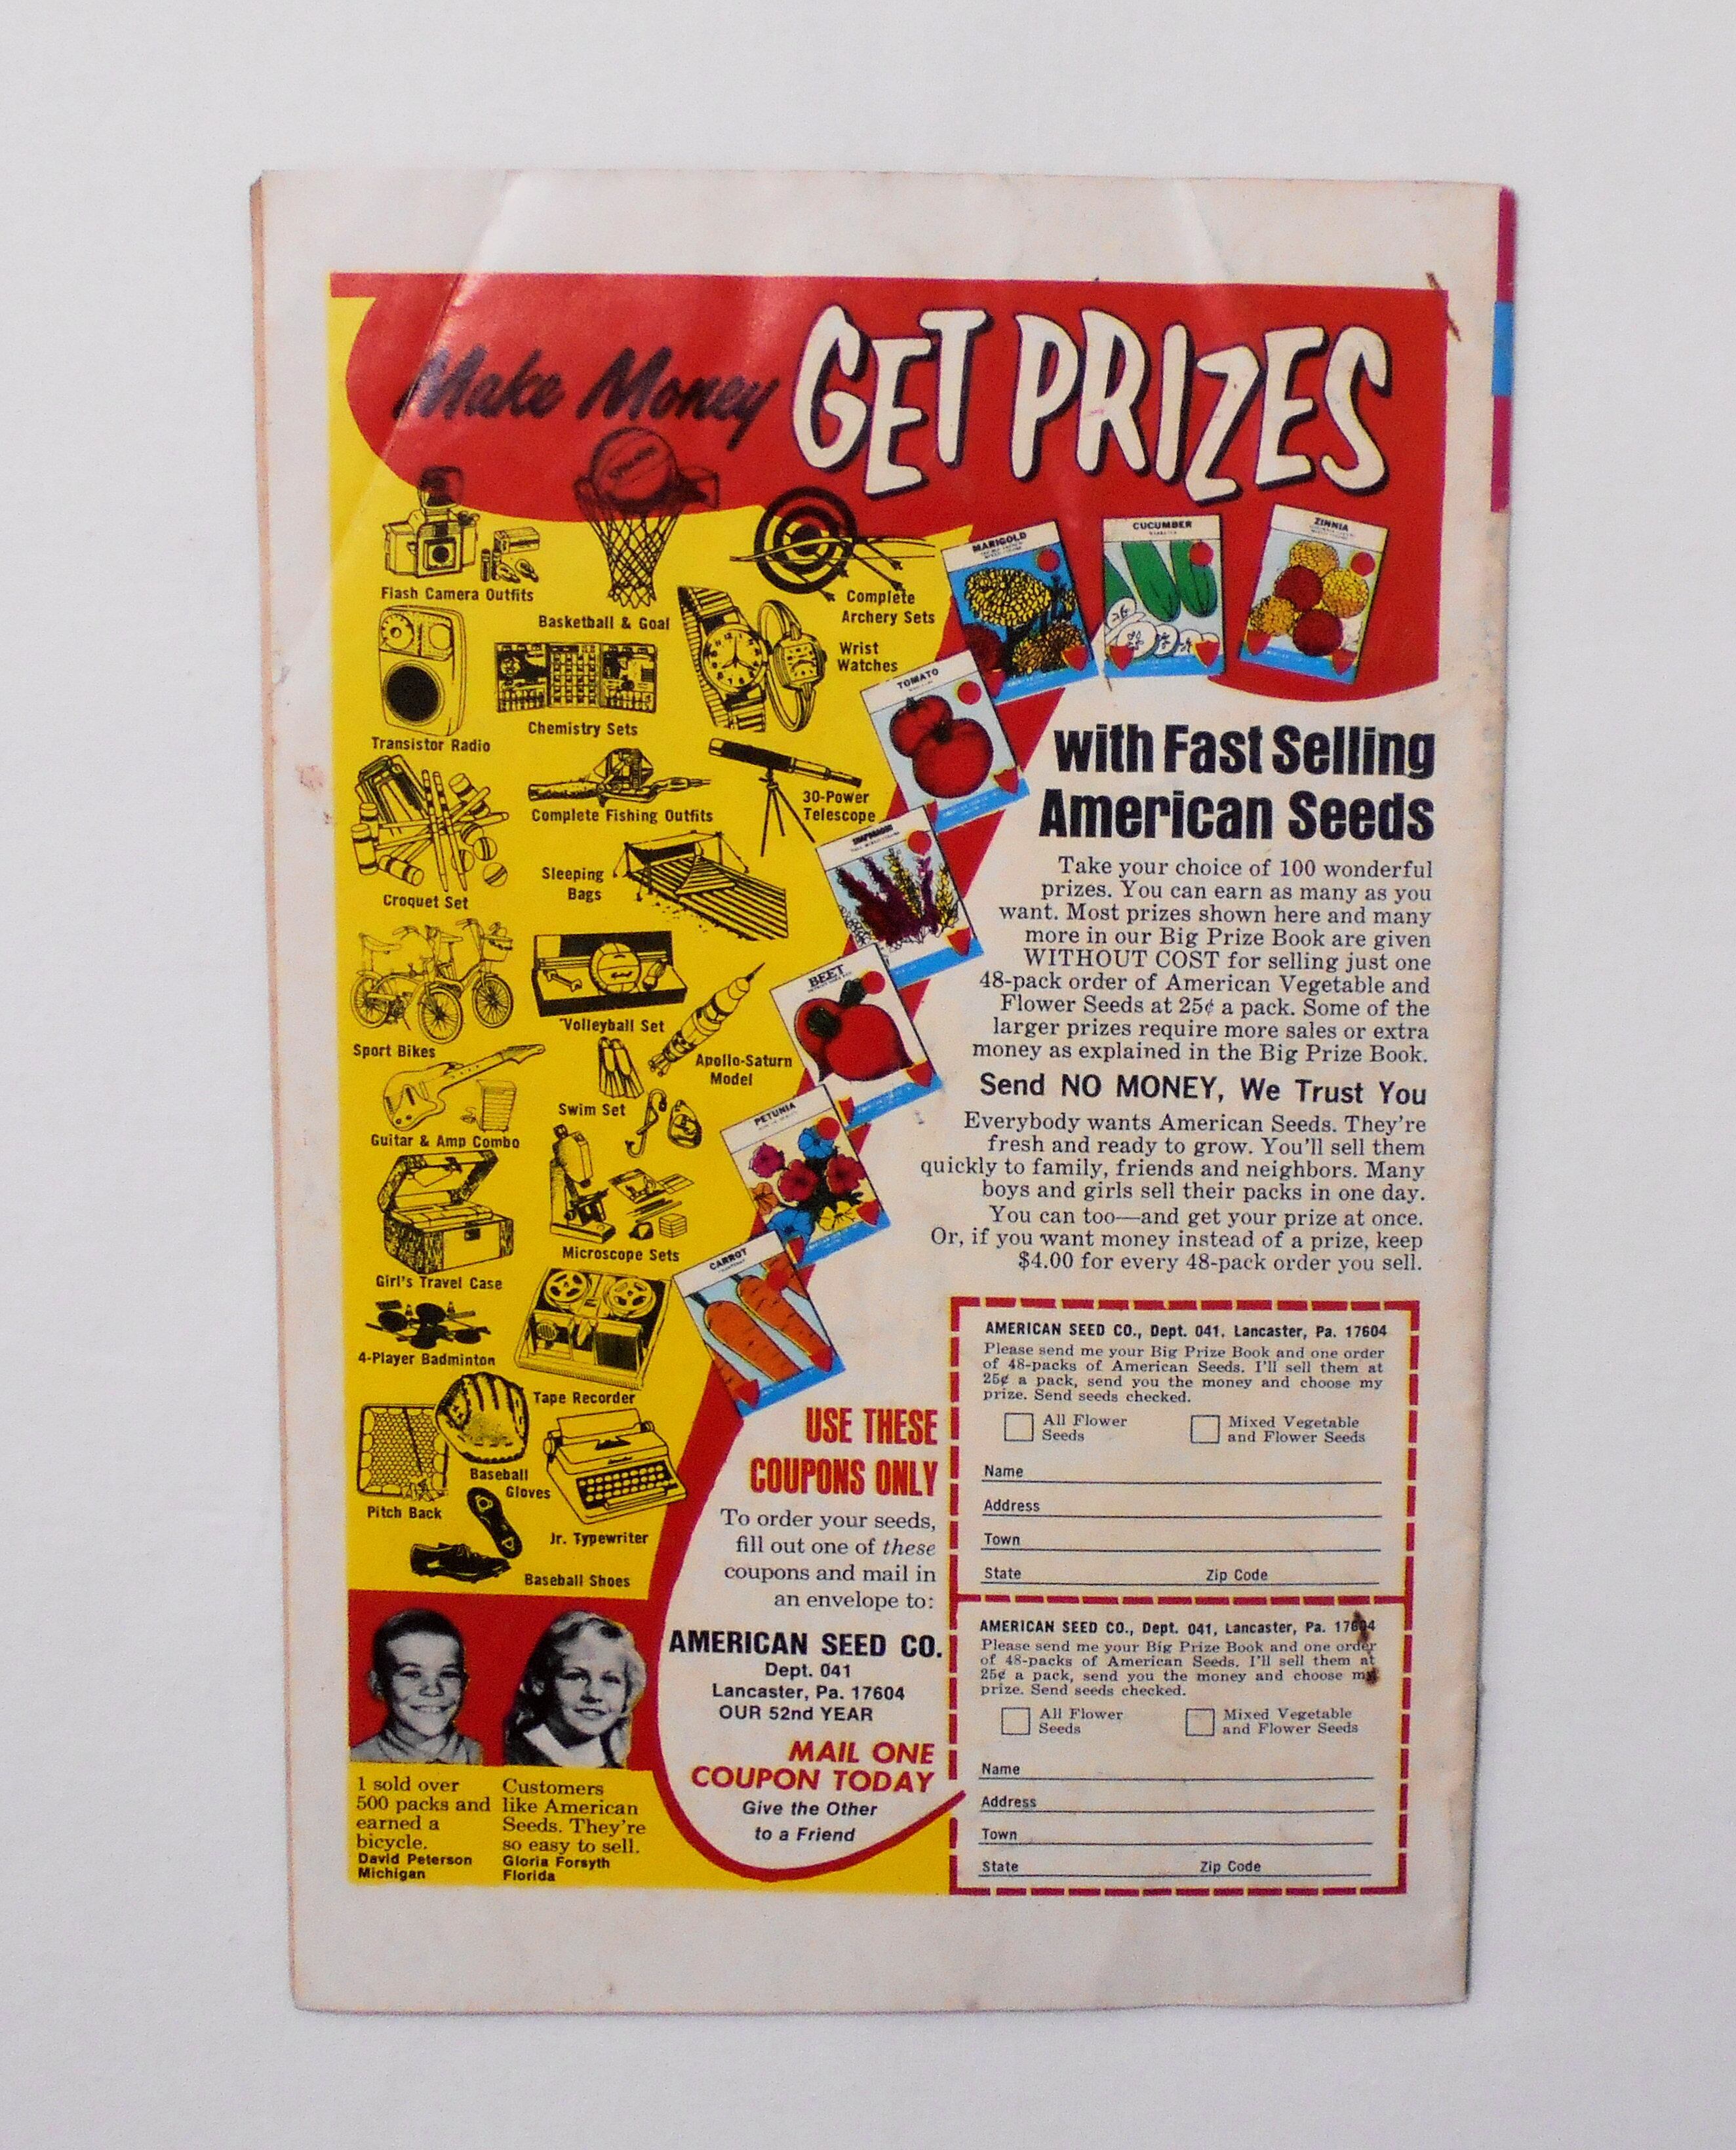 Make Money GET PRIZES
Flash Camera Outfits
Basketball & Goal
Complete
Archery Sets
Transistor Radio
Chemistry Sets
Wrist
Watches
Croquet Set
Complete Fishing Outfits
30-Power
Telescope
Sleeping
Bags
Sport Bikes
Volleyball Set
Apollo-Saturn
Model
Guitar & Amp Combo
Swim Set
Girl's Travel Case
Microscope Sets
4-Player Badminton
Tape Recorder
Pitch Back
Baseball
Gloves
Jr. Typewriter
Baseball Shoes
MARIGOLD
CUCUMBER
ZINNIA
TOMATO
BEET
PETUNIA
CARROT
with Fast Selling
American Seeds
Take your choice of 100 wonderful
prizes. You can earn as many as you
want. Most prizes shown here and many
more in our Big Prize Book are given
WITHOUT COST for selling just one
48-pack order of American Vegetable and
Flower Seeds at 25¢ a pack. Some of the
larger prizes require more sales or extra
money as explained in the Big Prize Book.
Send NO MONEY, We Trust You
Everybody wants American Seeds. They're
fresh and ready to grow. You'll sell them
quickly to family, friends and neighbors. Many
boys and girls sell their packs in one day.
You can too—and get your prize at once.
Or, if you want money instead of a prize, keep
$4.00 for every 48-pack order you sell.
USE THESE
COUPONS ONLY
To order your seeds,
fill out one of these
coupons and mail in
an envelope to:
AMERICAN SEED CO.
Dept. 041
Lancaster, Pa. 17604
OUR 52nd YEAR
MAIL ONE
COUPON TODAY
Give the Other
to a Friend
1 sold over
500 packs and
earned a
bicycle.
David Peterson
Michigan
Customers
like American
Seeds. They're
so easy to sell.
Gloria Forsyth
Florida
AMERICAN SEED CO., Dept. 041, Lancaster, Pa. 17604
Please send me your Big Prize Book and one order
of 48-packs of American Seeds. I'll sell them at
25¢ a pack, send you the money and choose my
prize. Send seeds checked.
All Flower
Seeds
Mixed Vegetable
and Flower Seeds
Name
Address
Town
State Zip Code
AMERICAN SEED CO., Dept. 041, Lancaster, Pa. 17604
Please send me your Big Prize Book and one order
of 48-packs of American Seeds. I'll sell them at
25¢ a pack, send you the money and choose my
prize. Send seeds checked.
All Flower
Seeds
Mixed Vegetable
and Flower Seeds
Name
Address
Town
State Zip Code